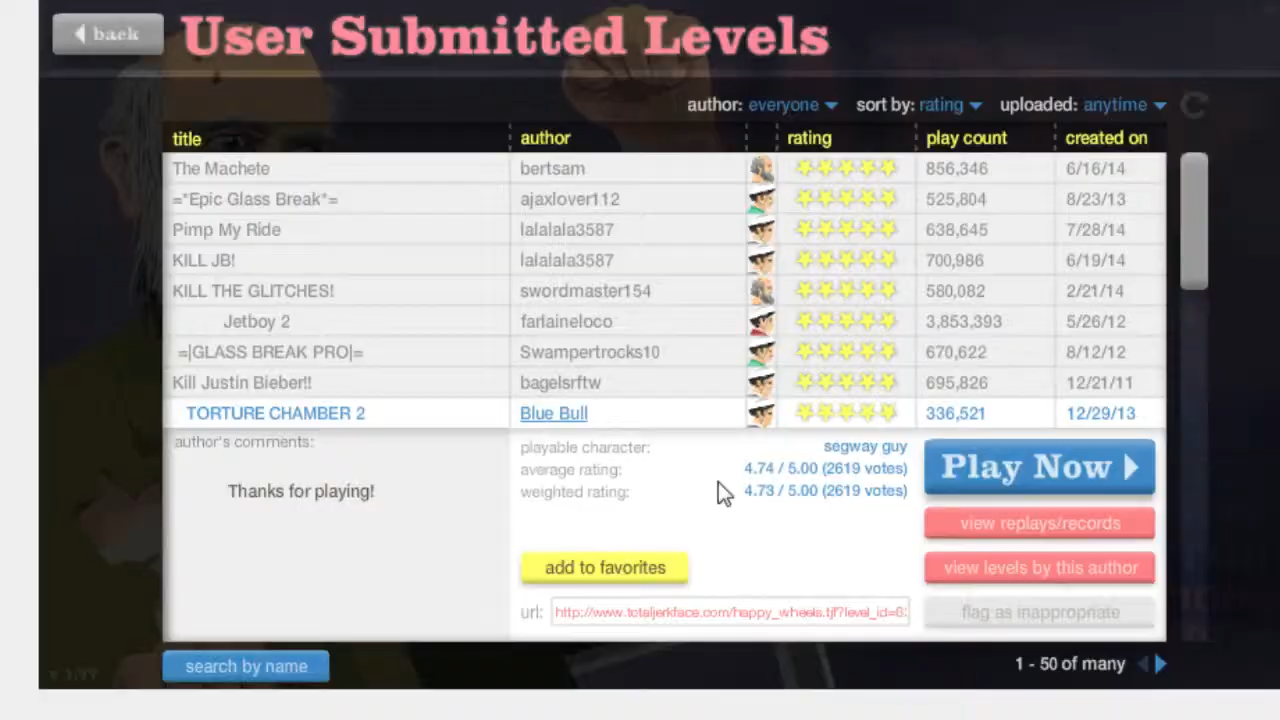 back
User Submitted Levels
author: everyone sort by: rating uploaded: anytime
title author rating play count created on
The Machete bertsam 856,346 6/16/14
=*Epic Glass Break*= ajaxlover112 525,804 8/23/13
Pimp My Ride lalalala3587 638,645 7/28/14
KILL JB! lalalala3587 700,986 6/19/14
KILL THE GLITCHES! swordmaster154 580,082 2/21/14
Jetboy 2 farlaineloco 3,853,393 5/26/12
=|GLASS BREAK PRO|= Swampertrocks10 670,622 8/12/12
Kill Justin Bieber!! bagelsrftw 695,826 12/21/11
TORTURE CHAMBER 2 Blue Bull 336,521 12/29/13
author's comments:
Thanks for playing!
playable character: segway guy
average rating: 4.74 / 5.00 (2619 votes)
weighted rating: 4.73 / 5.00 (2619 votes)
Play Now
view replays/records
add to favorites
view levels by this author
url: http://www.totaljerkface.com/happy_wheels.tjf?level_id=6
flag as inappropriate
search by name
1 - 50 of many